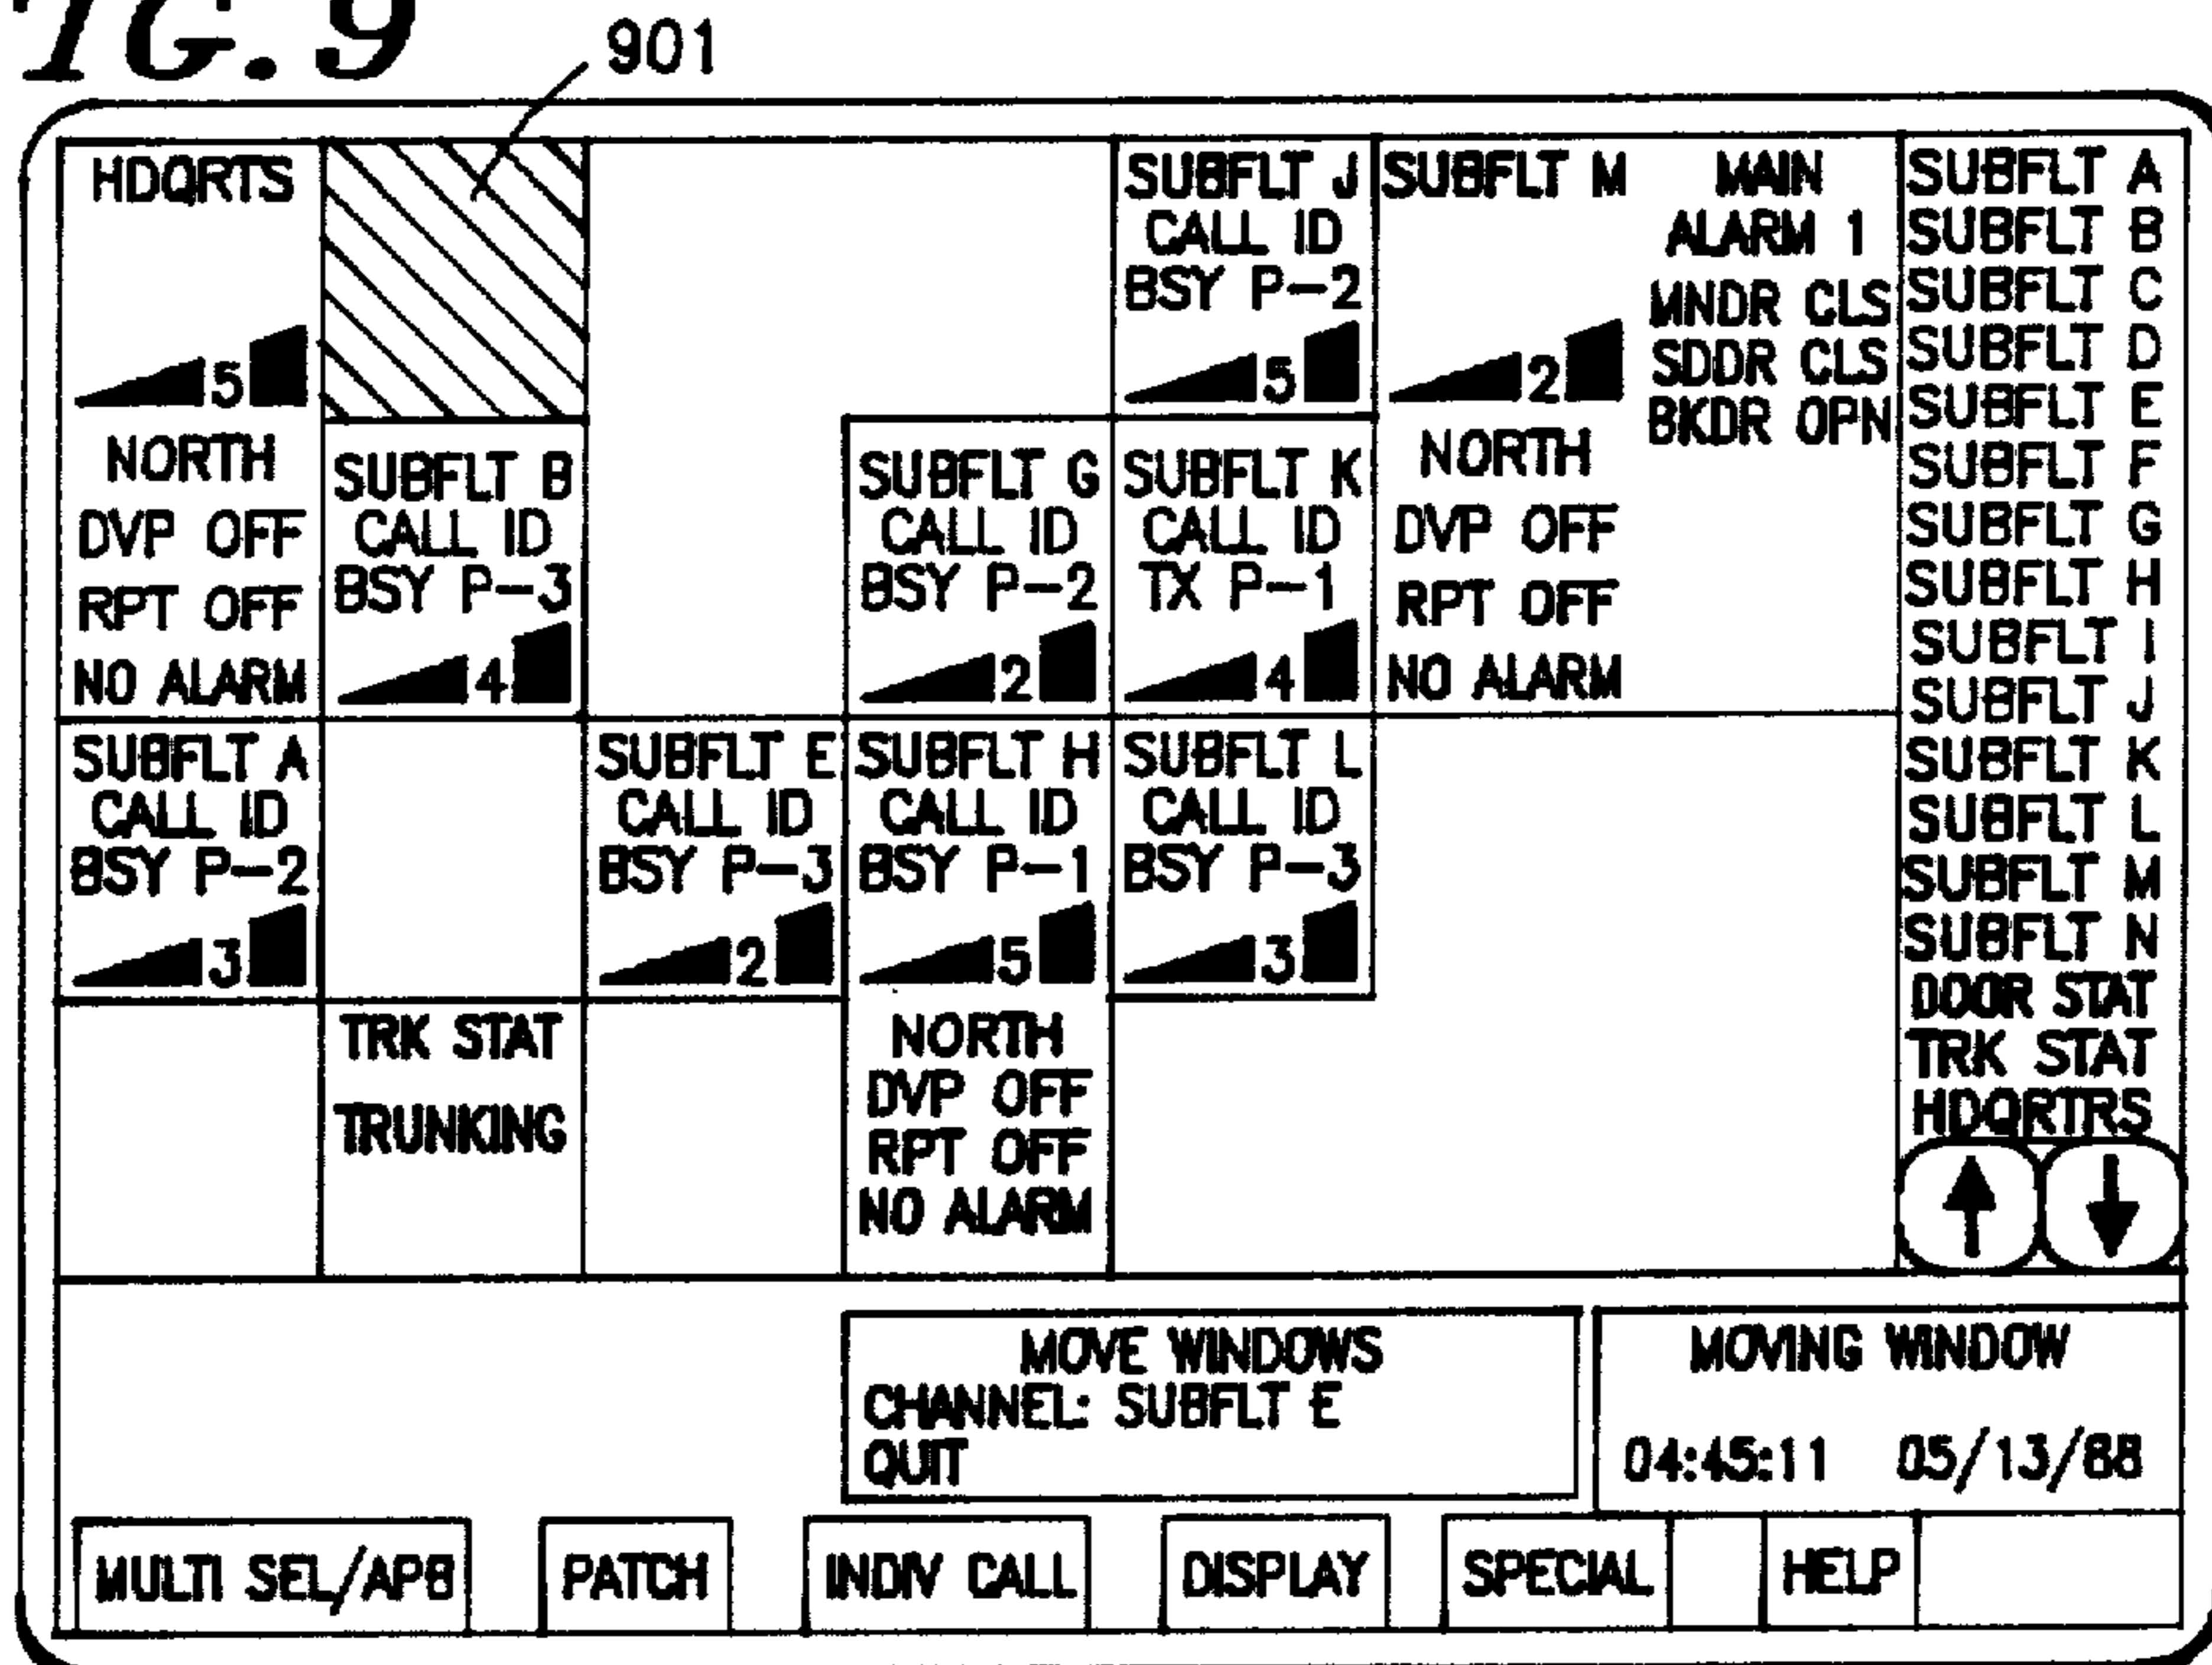 TG. 9
901
HDQRTS
5
NORTH
DVP OFF
RPT OFF
NO ALARM
SUBFLT B
CALL ID
BSY P-3
4
SUBFLT G
CALL ID
BSY P-2
2
SUBFLT J
CALL ID
BSY P-2
5
SUBFLT K
CALL ID
TX P-1
4
SUBFLT M
2
NORTH
DVP OFF
RPT OFF
NO ALARM
MAIN
ALARM 1
MNDR CLS
SDDR CLS
BKDR OPN
SUBFLT A
CALL ID
BSY P-2
3
SUBFLT E
CALL ID
BSY P-3
2
SUBFLT H
CALL ID
BSY P-1
5
NORTH
DVP OFF
RPT OFF
NO ALARM
SUBFLT L
CALL ID
BSY P-3
3
TRK STAT
TRUNKING
SUBFLT A
SUBFLT B
SUBFLT C
SUBFLT D
SUBFLT E
SUBFLT F
SUBFLT G
SUBFLT H
SUBFLT I
SUBFLT J
SUBFLT K
SUBFLT L
SUBFLT M
SUBFLT N
DOOR STAT
TRK STAT
HDQRTRS
MOVE WINDOWS
CHANNEL: SUBFLT E
QUIT
MOVING WINDOW
04:45:11 05/13/88
MULTI SEL/APB
PATCH
INDIV CALL
DISPLAY
SPECIAL
HELP